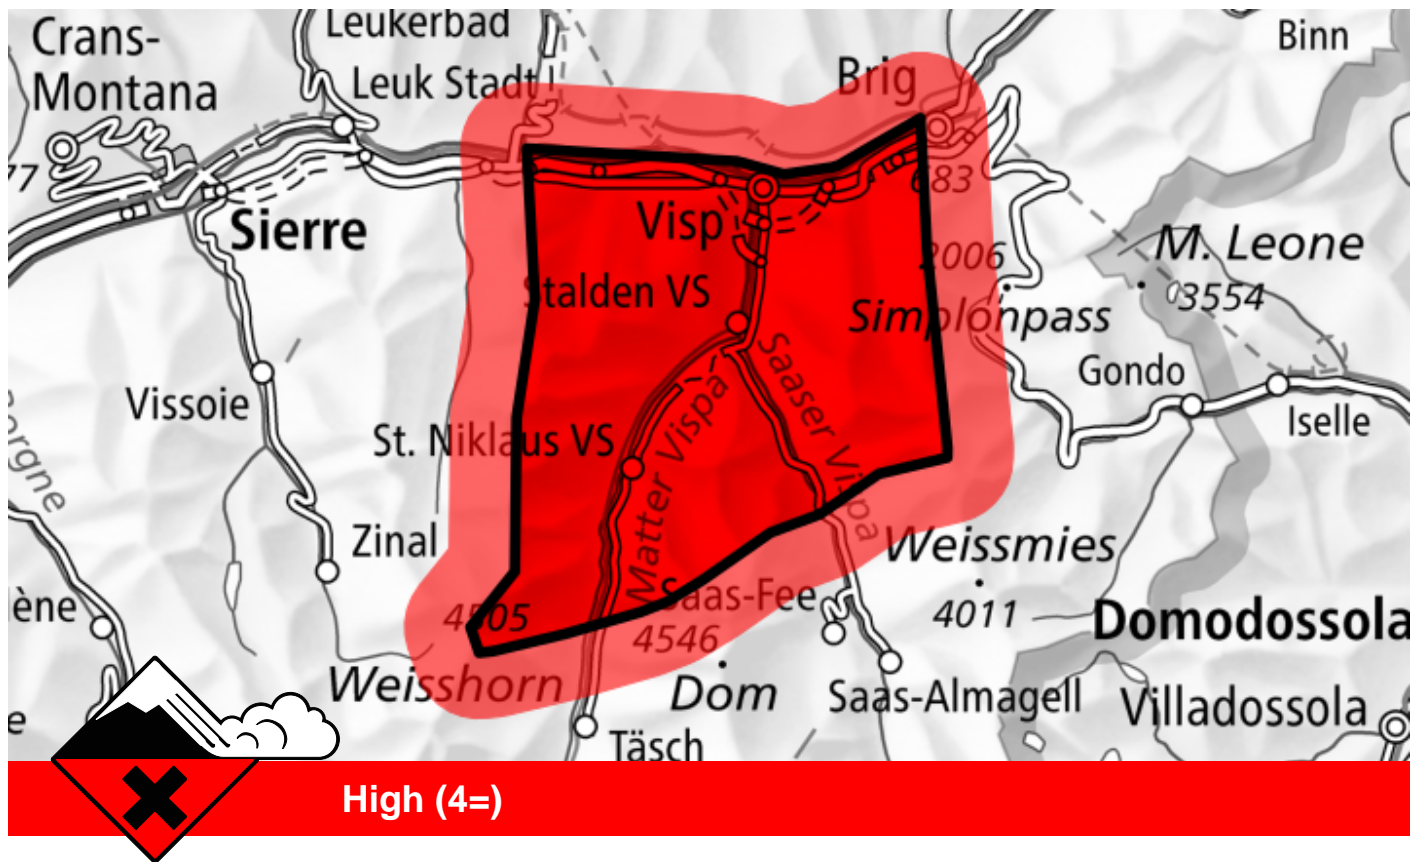 Crans-
Montana
Leukerbad
Leuk Stadt
Brig
Binn
77
683
Sierre
Visp
2006
M. Leone
3554
Stalden VS
Simplonpass
Saaser Vispa
Gondo
Iselle
Vissoie
St. Niklaus VS
Matter Vispa
Zinal
Weissmies
4011
4505
Saas-Fee
4546
Domodossola
Weisshorn
Dom
Saas-Almagell
Villadossola
Täsch
High (4=)